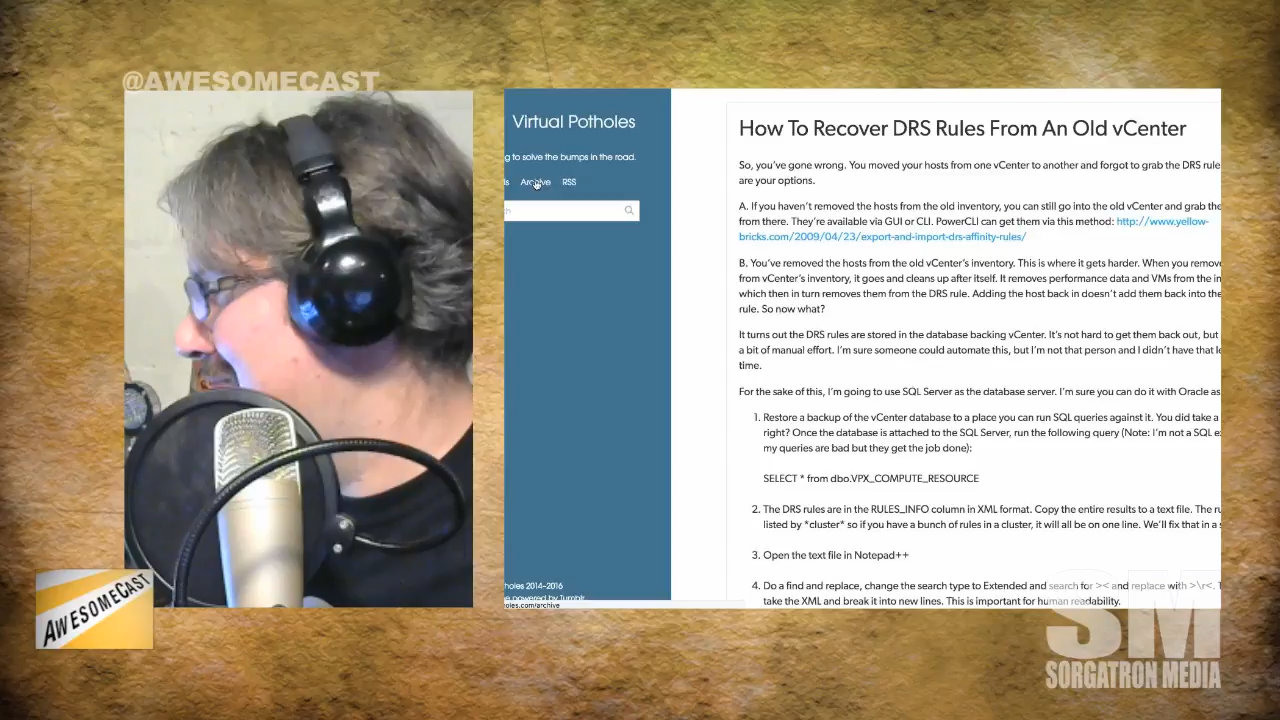 @AWESOMECAST
Virtual Potholes
g to solve the bumps in the road.
Archive RSS
How To Recover DRS Rules From An Old vCenter
So, you've gone wrong. You moved your hosts from one vCenter to another and forgot to grab the DRS rule
are your options.
A. If you haven't removed the hosts from the old inventory, you can still go into the old vCenter and grab the
from there. They're available via GUI or CLI. PowerCLI can get them via this method: http://www.yellow-
bricks.com/2009/04/23/export-and-import-drs-affinity-rules/
B. You've removed the hosts from the old vCenter's inventory. This is where it gets harder. When you remove
from vCenter's inventory, it goes and cleans up after itself. It removes performance data and VMs from the in
which then in turn removes them from the DRS rule. Adding the host back in doesn't add them back into the
rule. So now what?
It turns out the DRS rules are stored in the database backing vCenter. It's not hard to get them back out, but
a bit of manual effort. I'm sure someone could automate this, but I'm not that person and I didn't have that le
time.
For the sake of this, I'm going to use SQL Server as the database server. I'm sure you can do it with Oracle as
1. Restore a backup of the vCenter database to a place you can run SQL queries against it. You did take a
right? Once the database is attached to the SQL Server, run the following query (Note: I'm not a SQL e
my queries are bad but they get the job done):
SELECT * from dbo.VPX_COMPUTE_RESOURCE
2. The DRS rules are in the RULES_INFO column in XML format. Copy the entire results to a text file. The ru
listed by *cluster* so if you have a bunch of rules in a cluster, it will all be on one line. We'll fix that in a s
3. Open the text file in Notepad++
4. Do a find and replace, change the search type to Extended and search for >< and replace with >\r<. T
take the XML and break it into new lines. This is important for human readability.
holes 2014-2016
e powered by Tumblr
holes.com/archive
AWESOMECAST
SM
SORGATRON MEDIA